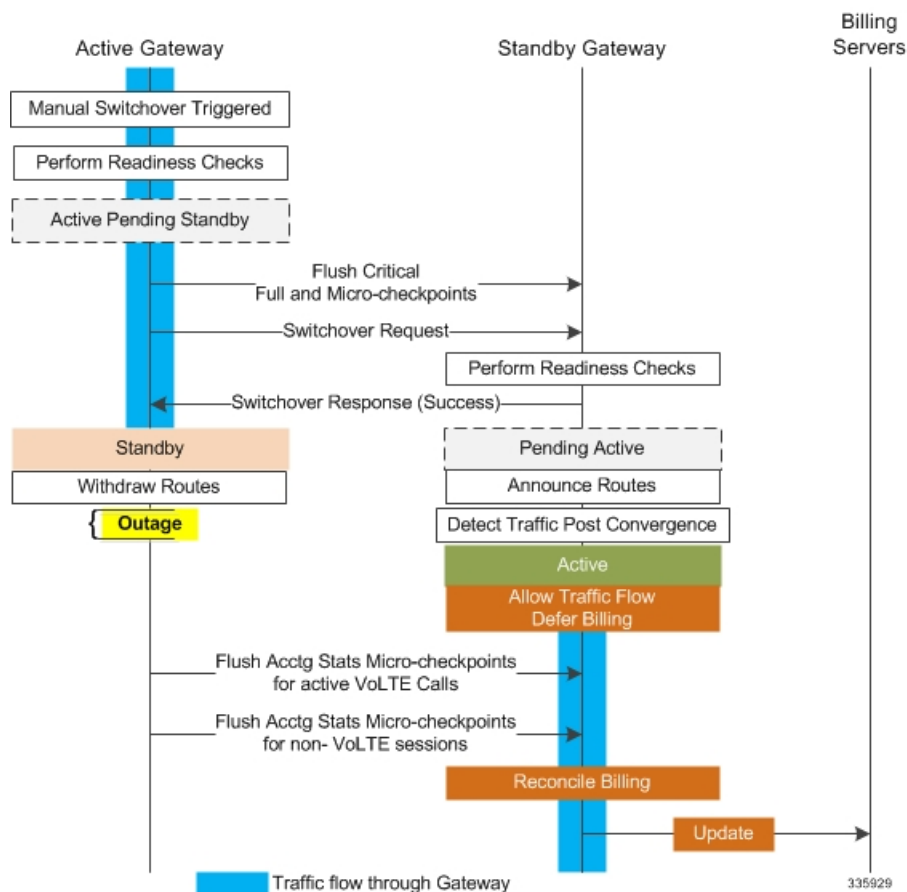 Active Gateway
Standby Gateway
Billing
Servers
Manual Switchover Triggered
Perform Readiness Checks
Active Pending Standby
Flush Critical
Full and Micro-checkpoints
Switchover Request
Perform Readiness Checks
Switchover Response (Success)
Standby
Pending Active
Withdraw Routes
Announce Routes
{ Outage
Detect Traffic Post Convergence
Active
Allow Traffic Flow
Defer Billing
Flush Acctg Stats Micro-checkpoints
for active VoLTE Calls
Flush Acctg Stats Micro-checkpoints
for non- VoLTE sessions
Reconcile Billing
Update
Traffic flow through Gateway
335929